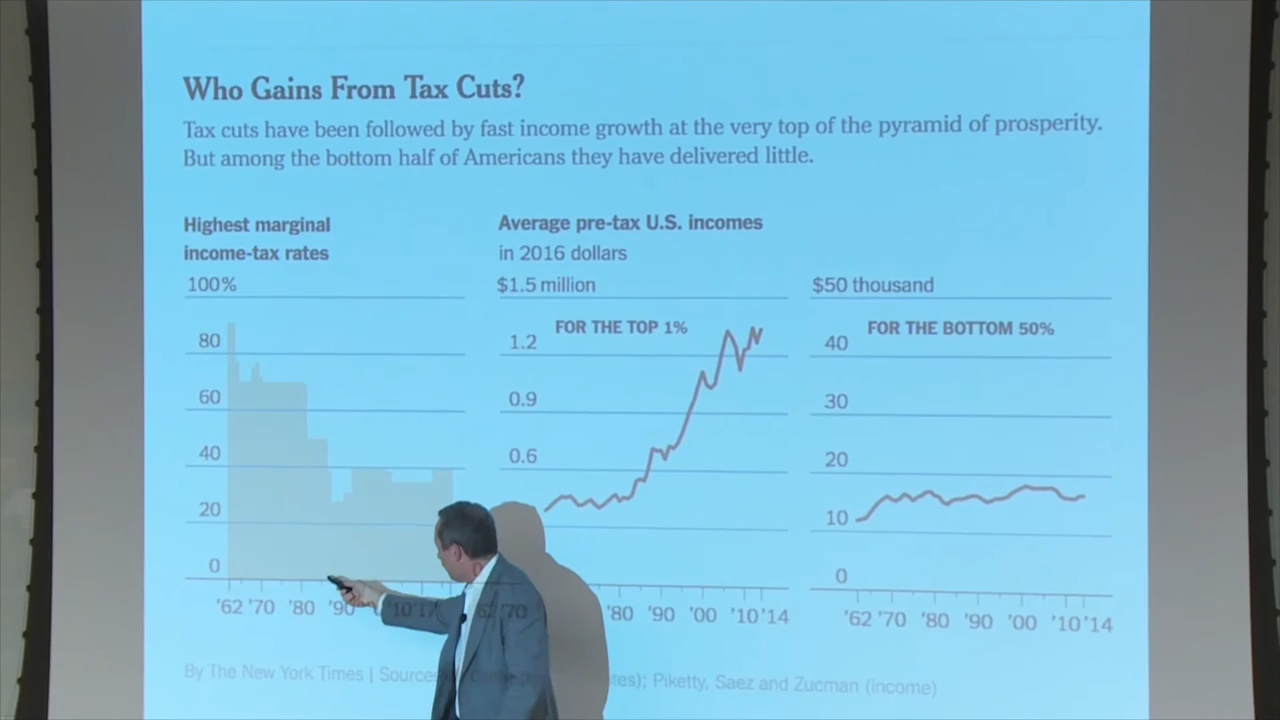 Who Gains From Tax Cuts?
Tax cuts have been followed by fast income growth at the very top of the pyramid of prosperity.
But among the bottom half of Americans they have delivered little.
Highest marginal
income-tax rates
100%
80
60
40
20
0
'62 '70 '80 '90 '10 '17
Average pre-tax U.S. incomes
in 2016 dollars
$1.5 million
FOR THE TOP 1%
1.2
0.9
0.6
'62 '70 '80 '90 '00 '10 '14
$50 thousand
FOR THE BOTTOM 50%
40
30
20
10
0
'62 '70 '80 '90 '00 '10 '14
By The New York Times | Source tes); Piketty, Saez and Zucman (income)